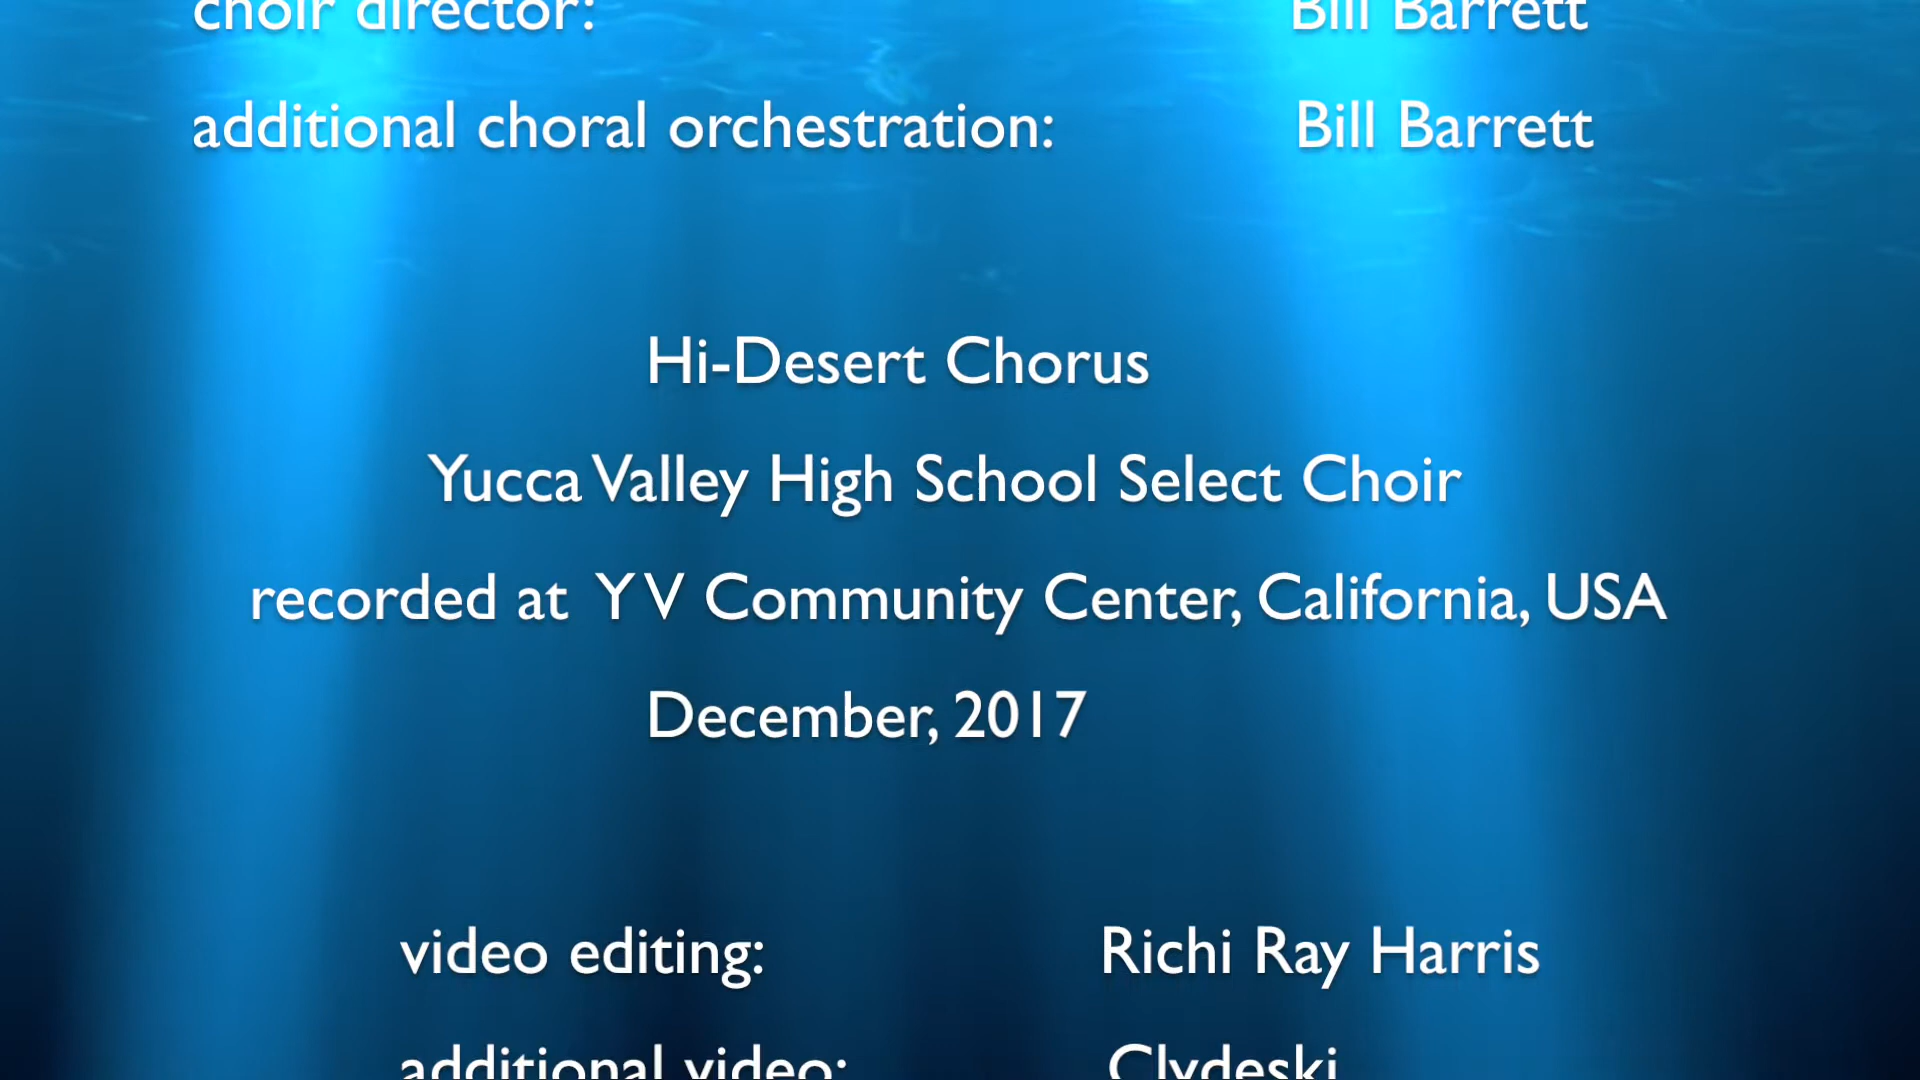 choir director: Bill Barrett
additional choral orchestration: Bill Barrett
Hi-Desert Chorus
Yucca Valley High School Select Choir
recorded at Y V Community Center, California, USA
December, 2017
video editing: Richi Ray Harris
additional video: Clydeski